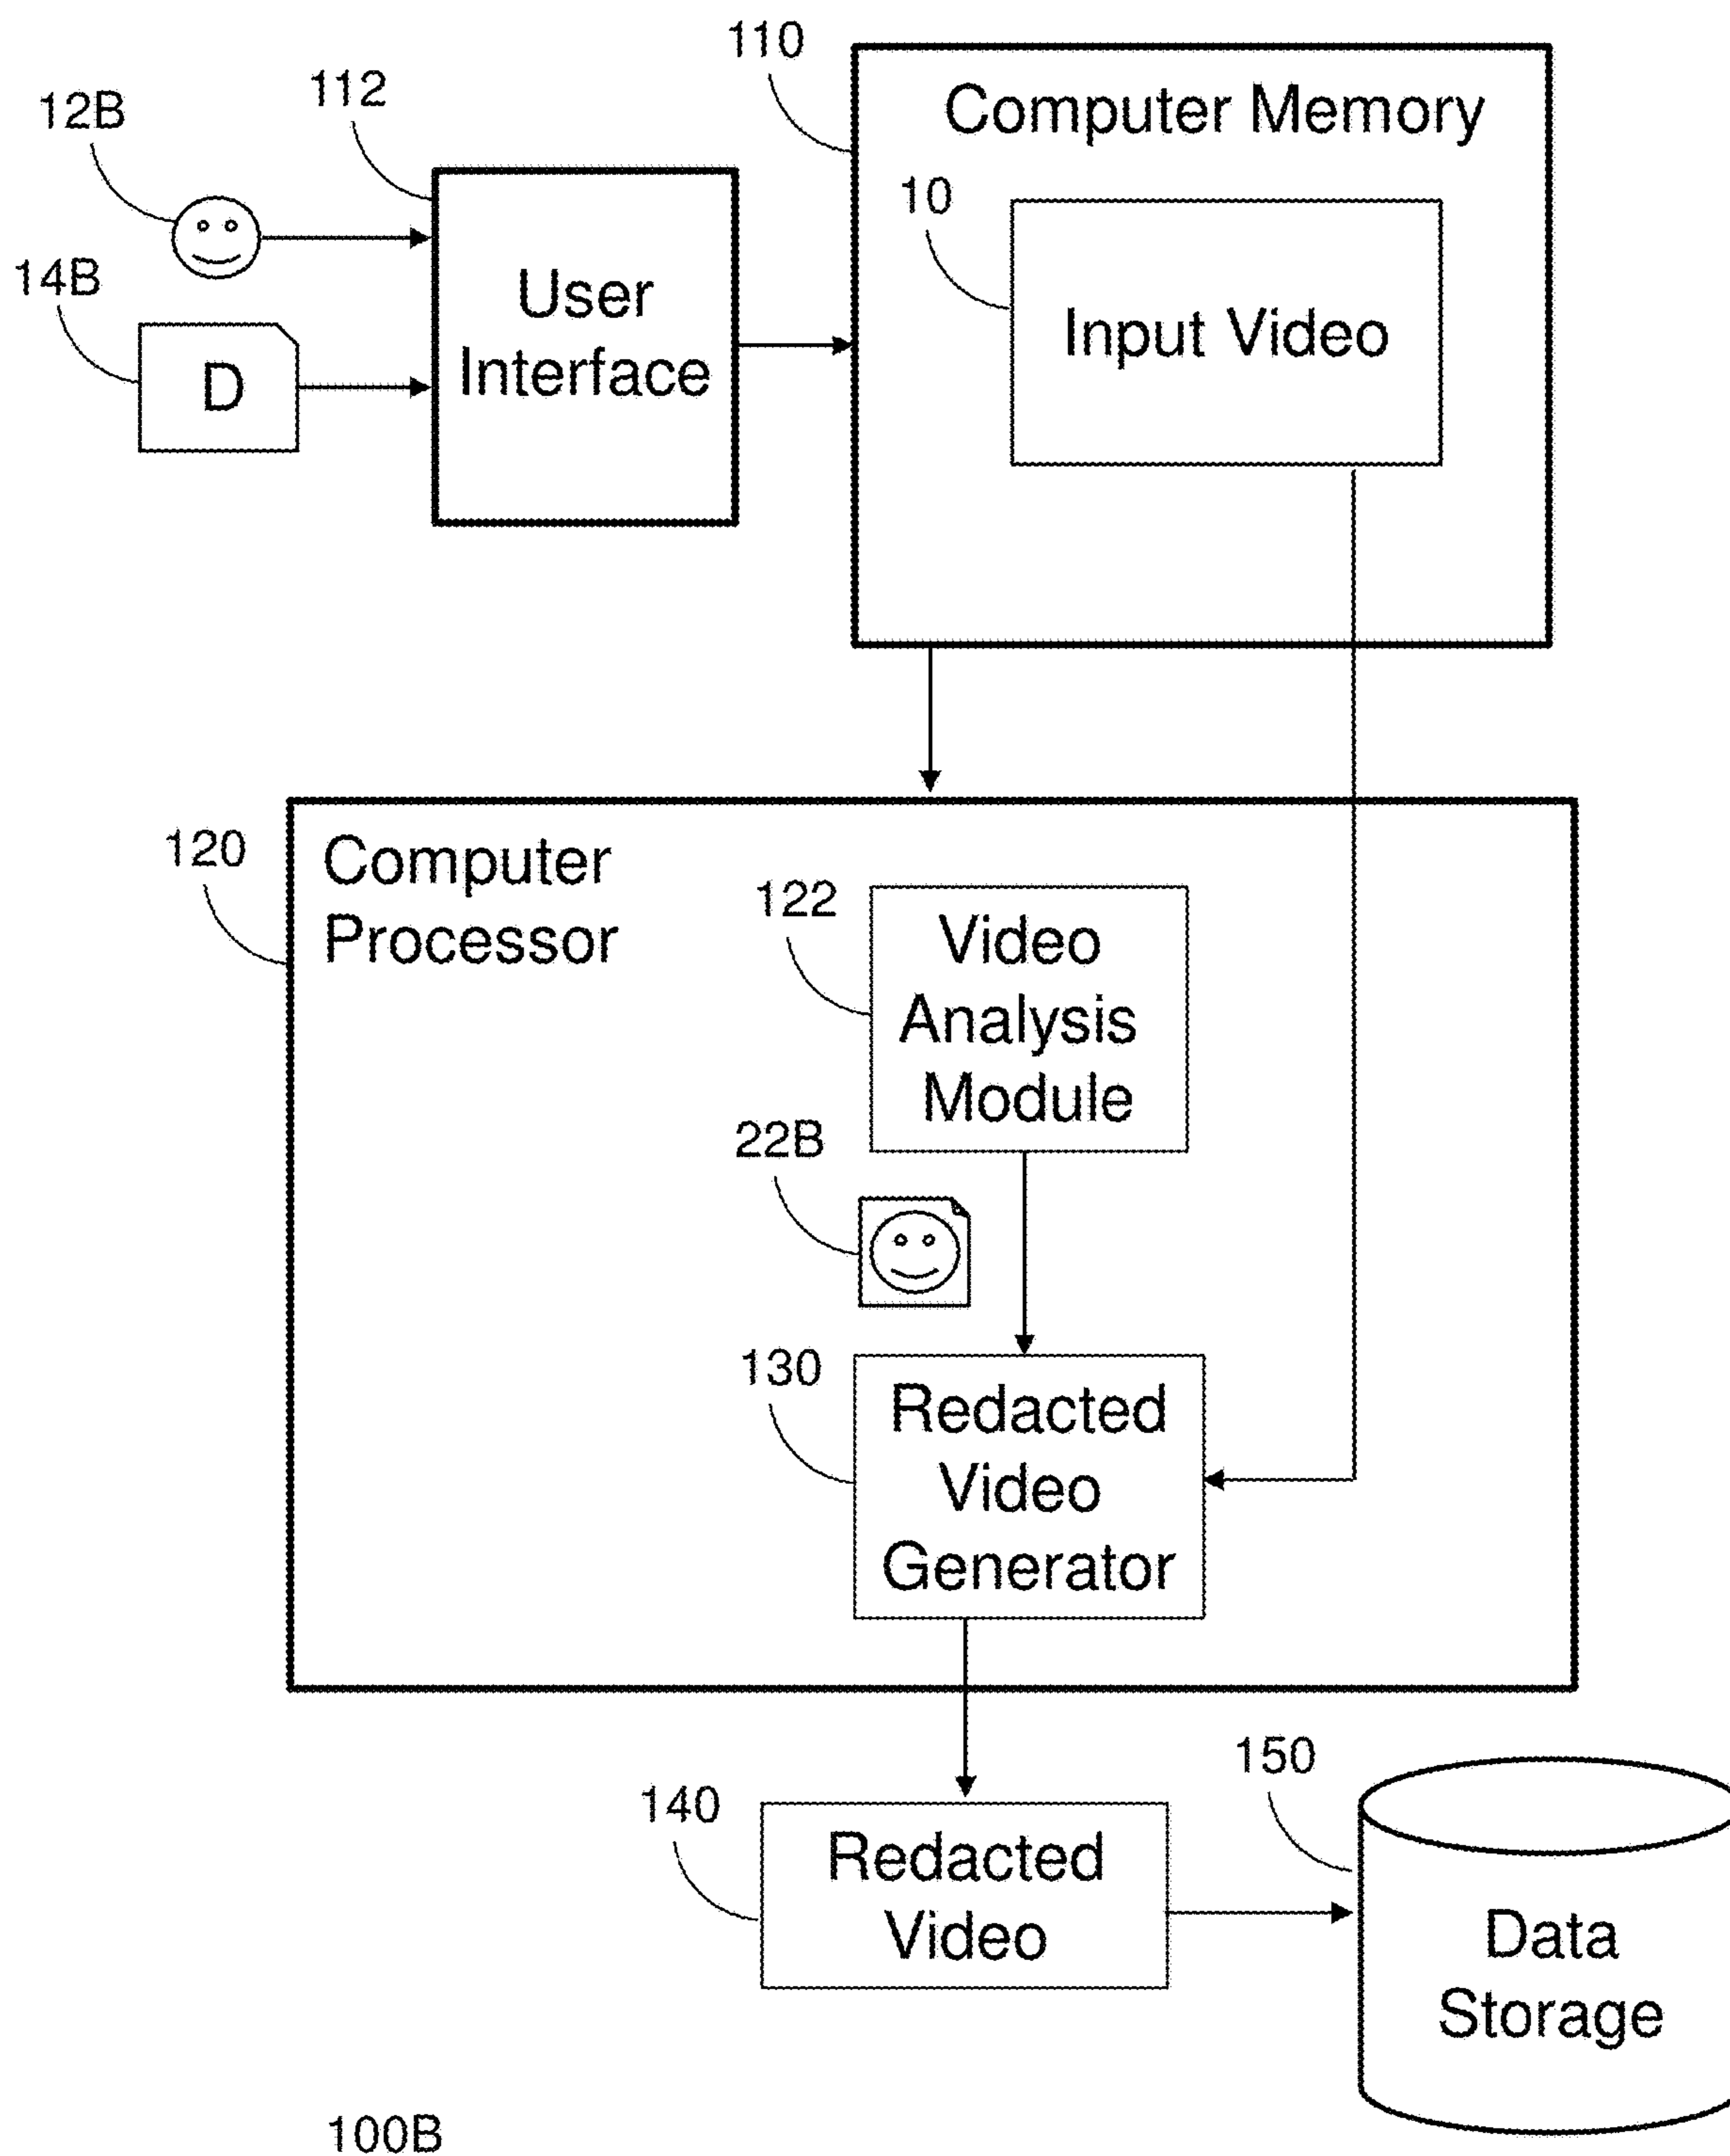 110
Computer Memory
112
12B
10
Input Video
14B
D
User
Interface
120
Computer
Processor
122
Video
Analysis
Module
22B
130
Redacted
Video
Generator
150
140
Redacted
Video
Data
Storage
100B